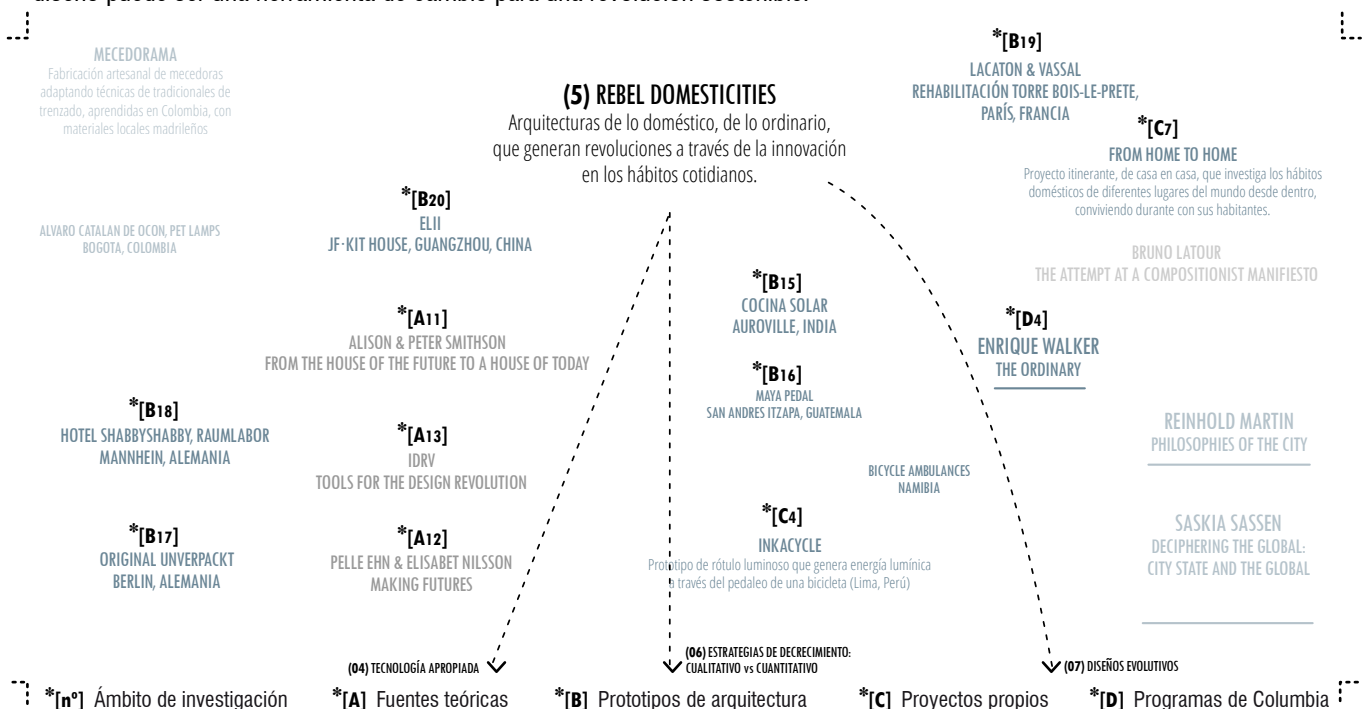 diseño puede ser una herramienta de cambio para una revolución sostenible.
MECEDORAMA
Fabricación artesanal de mecedoras
adaptando técnicas de tradicionales de
trenzado, aprendidas en Colombia, con
materiales locales madrileños
ALVARO CATALAN DE OCON, PET LAMPS
BOGOTA, COLOMBIA
(5) REBEL DOMESTICITIES
Arquitecturas de lo doméstico, de lo ordinario,
que generan revoluciones a través de la innovación
en los hábitos cotidianos.
*[B19]
LACATON & VASSAL
REHABILITACIÓN TORRE BOIS-LE-PRETE,
PARÍS, FRANCIA
*[C7]
FROM HOME TO HOME
Proyecto itinerante, de casa en casa, que investiga los hábitos
domésticos de diferentes lugares del mundo desde dentro,
conviviendo durante con sus habitantes.
BRUNO LATOUR
THE ATTEMPT AT A COMPOSITIONIST MANIFIESTO
*[B20]
ELII
JF·KIT HOUSE, GUANGZHOU, CHINA
*[A11]
ALISON & PETER SMITHSON
FROM THE HOUSE OF THE FUTURE TO A HOUSE OF TODAY
*[B15]
COCINA SOLAR
AUROVILLE, INDIA
*[D4]
ENRIQUE WALKER
THE ORDINARY
*[B16]
MAYA PEDAL
SAN ANDRES ITZAPA, GUATEMALA
*[B18]
HOTEL SHABBYSHABBY, RAUMLABOR
MANNHEIN, ALEMANIA
*[A13]
IDRV
TOOLS FOR THE DESIGN REVOLUTION
REINHOLD MARTIN
PHILOSOPHIES OF THE CITY
BICYCLE AMBULANCES
NAMIBIA
*[B17]
ORIGINAL UNVERPACKT
BERLIN, ALEMANIA
*[A12]
PELLE EHN & ELISABET NILSSON
MAKING FUTURES
*[C4]
INKACYCLE
Prototipo de rótulo luminoso que genera energía lumínica
a través del pedaleo de una bicicleta (Lima, Perú)
SASKIA SASSEN
DECIPHERING THE GLOBAL:
CITY STATE AND THE GLOBAL
(04) TECNOLOGÍA APROPIADA
(06) ESTRATEGIAS DE DECRECIMIENTO:
CUALITATIVO vs CUANTITATIVO
(07) DISEÑOS EVOLUTIVOS
*[nº] Ámbito de investigación
*[A] Fuentes teóricas
*[B] Prototipos de arquitectura
*[C] Proyectos propios
*[D] Programas de Columbia